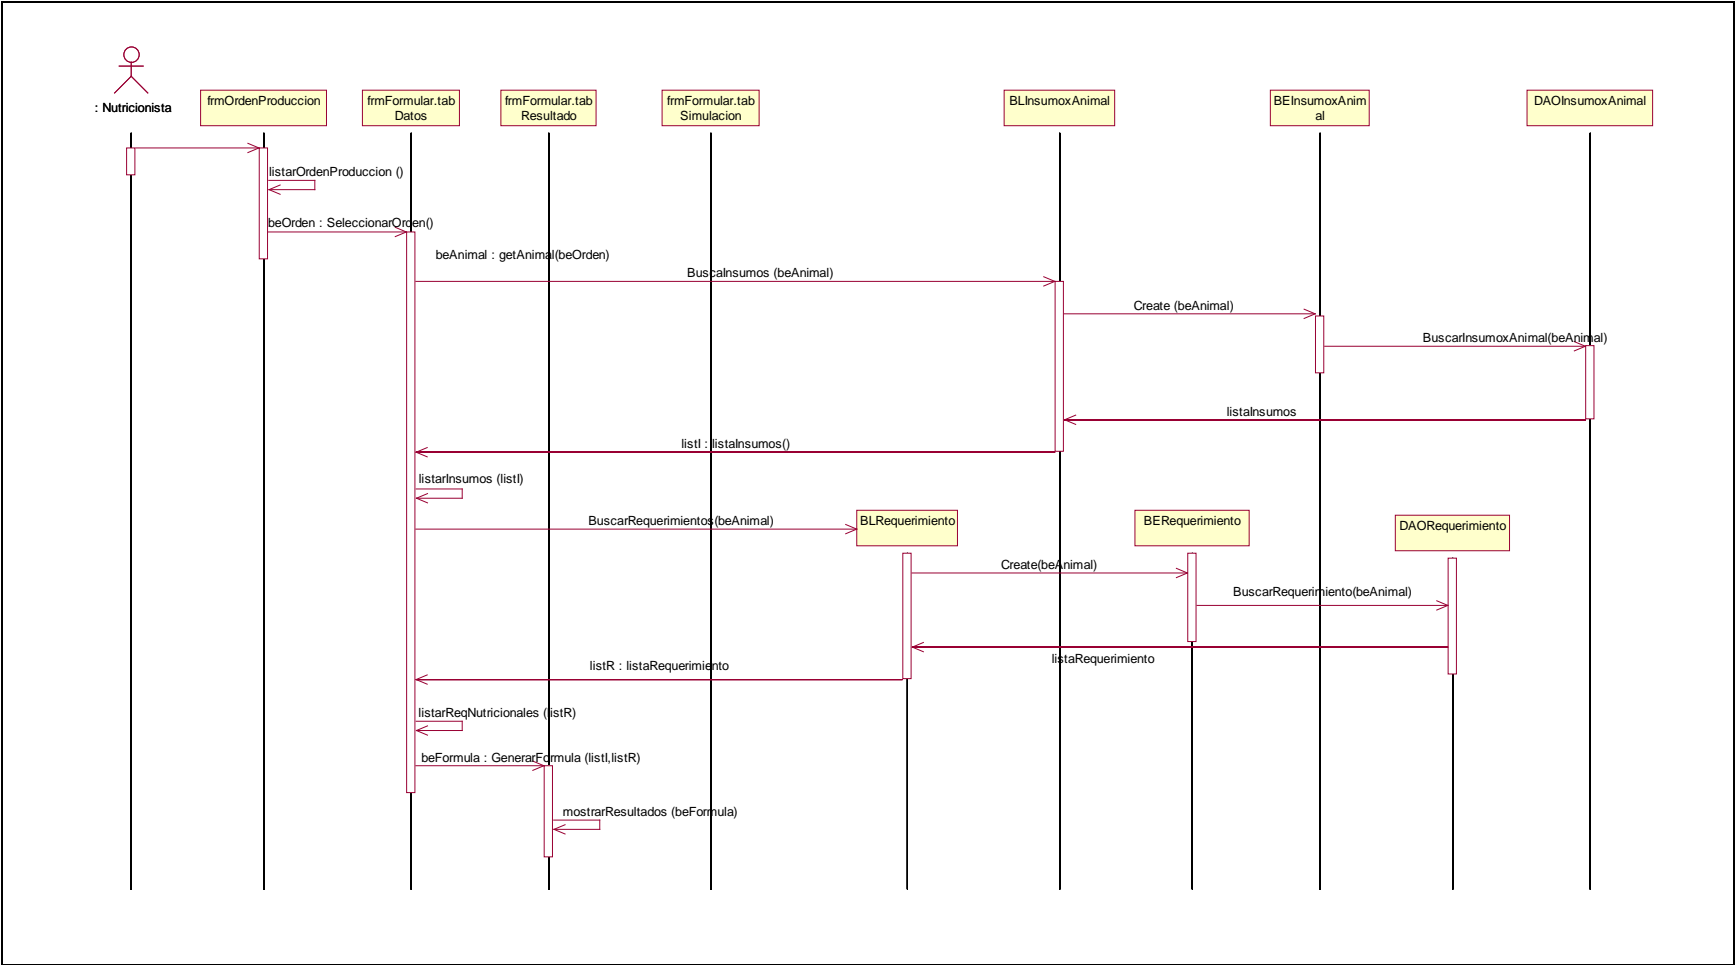 : Nutricionista
frmOrdenProduccion
frmFormular.tab
Datos
frmFormular.tab
Resultado
frmFormular.tab
Simulacion
BLInsumoxAnimal
BEInsumoxAnim
al
DAOInsumoxAnimal
listarOrdenProduccion ()
beOrden : SeleccionarOrden()
beAnimal : getAnimal(beOrden)
BuscaInsumos (beAnimal)
Create (beAnimal)
BuscarInsumoxAnimal(beAnimal)
listaInsumos
listI : listaInsumos()
listarInsumos (listI)
BuscarRequerimientos(beAnimal)
BLRequerimiento
BERequerimiento
DAORequerimiento
Create(beAnimal)
BuscarRequerimiento(beAnimal)
listaRequerimiento
listR : listaRequerimiento
listarReqNutricionales (listR)
beFormula : GenerarFormula (listI,listR)
mostrarResultados (beFormula)